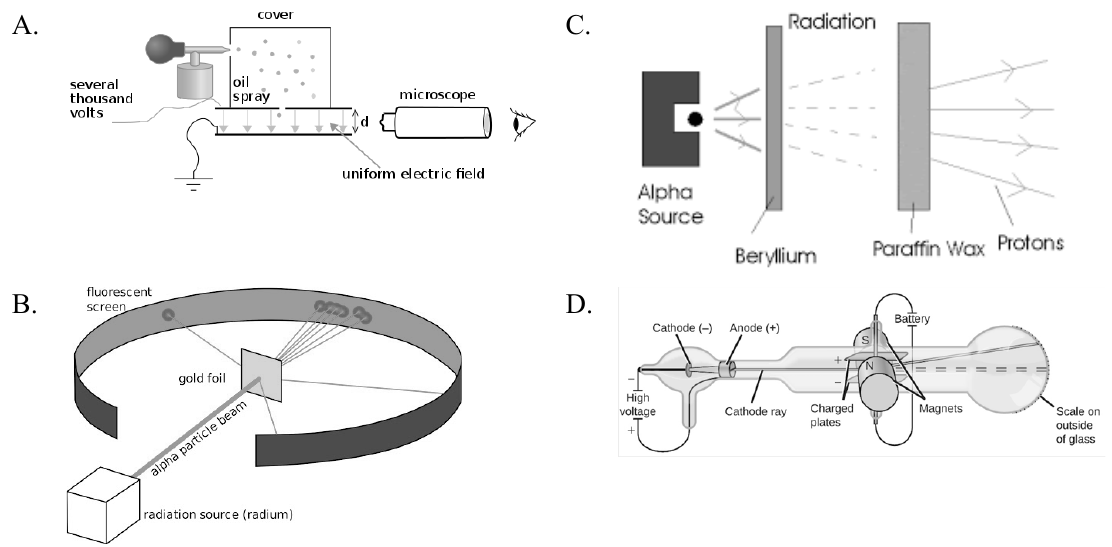 A.
cover
several
thousand
volts
oil
spray
microscope
d
uniform electric field
B.
fluorescent
screen
gold foil
alpha particle beam
radiation source (radium)
C.
Radiation
Alpha
Source
Beryllium
Paraffin Wax
Protons
D.
Cathode (–)
Anode (+)
Battery
S
+
N
–
–
High
voltage
+
Cathode ray
Charged
plates
Magnets
Scale on
outside
of glass